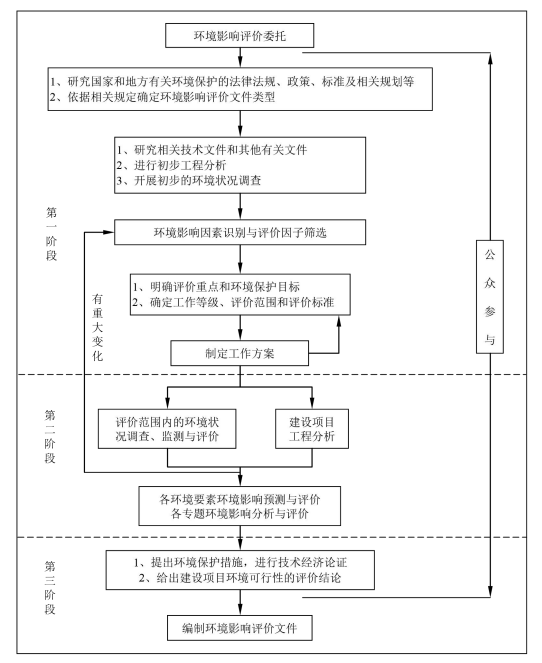 环境影响评价委托
1、研究国家和地方有关环境保护的法律法规、政策、标准及相关规划等
2、依据相关规定确定环境影响评价文件类型
1、研究相关技术文件和其他有关文件
2、进行初步工程分析
3、开展初步的环境状况调查
第一阶段
环境影响因素识别与评价因子筛选
公众参与
1、明确评价重点和环境保护目标
2、确定工作等级、评价范围和评价标准
有重大变化
制定工作方案
第二阶段
评价范围内的环境状
况调查、监测与评价
建设项目
工程分析
各环境要素环境影响预测与评价
各专题环境影响分析与评价
第三阶段
1、提出环境保护措施，进行技术经济论证
2、给出建设项目环境可行性的评价结论
编制环境影响评价文件